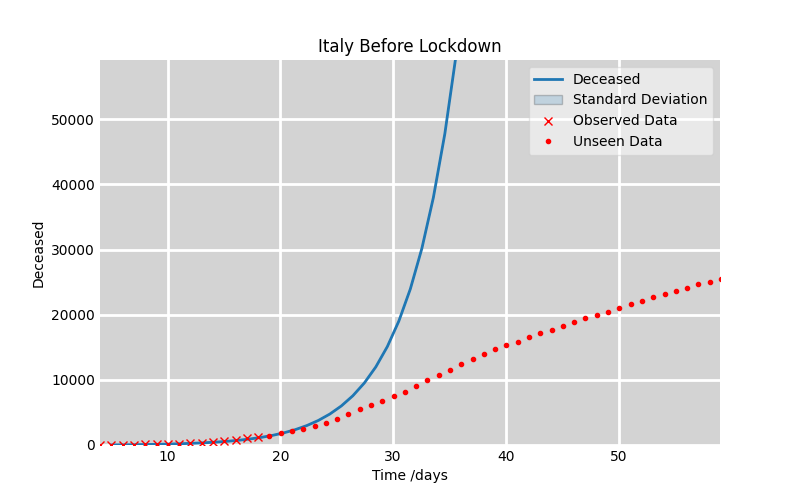 Italy Before Lockdown
Deceased
Standard Deviation
Observed Data
Unseen Data
50000
40000
30000
20000
10000
0
Deceased
10
20
30
40
50
Time /days